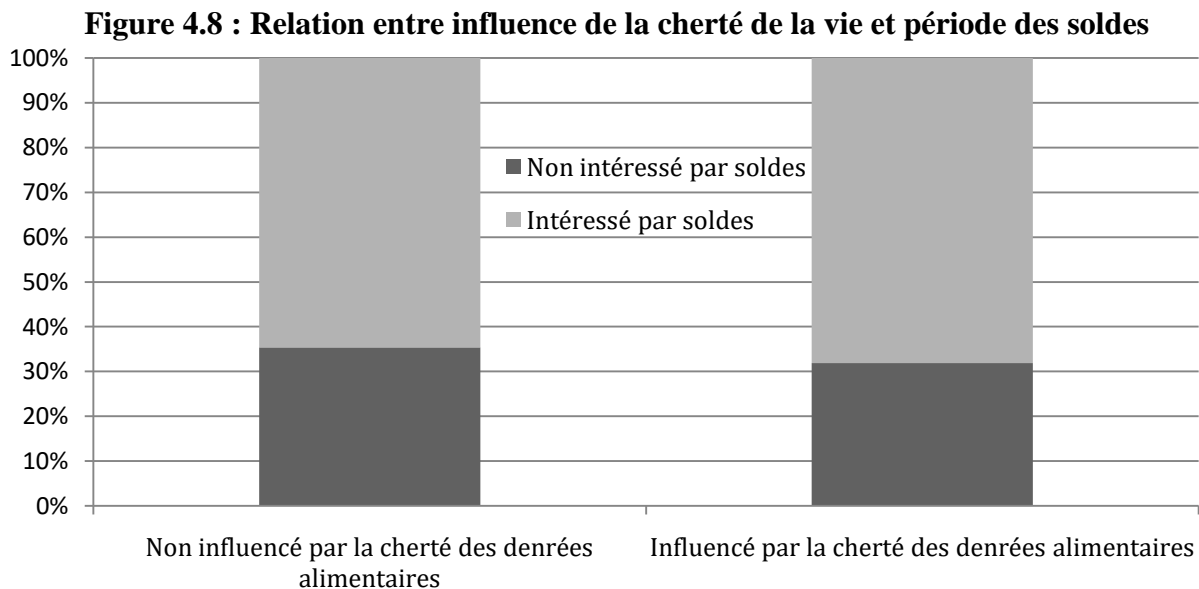 Figure 4.8 : Relation entre influence de la cherté de la vie et période des soldes
100%
90%
80%
70%
60%
50%
40%
30%
20%
10%
0%
Non intéressé par soldes
Intéressé par soldes
Non influencé par la cherté des denrées
alimentaires
Influencé par la cherté des denrées alimentaires